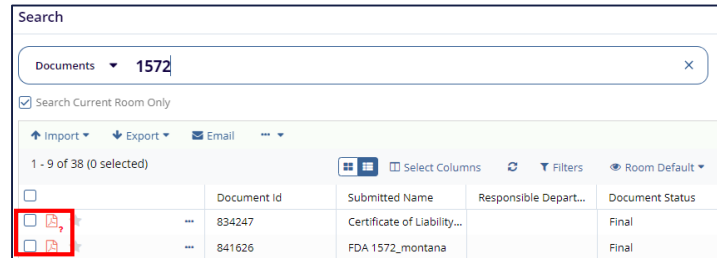 Search
Documents 1572 ×
Search Current Room Only
Import Export Email ...
1 - 9 of 38 (0 selected) Select Columns Filters Room Default
Document Id Submitted Name Responsible Depart... Document Status
? ... 834247 Certificate of Liability... Final
... 841626 FDA 1572_montana Final